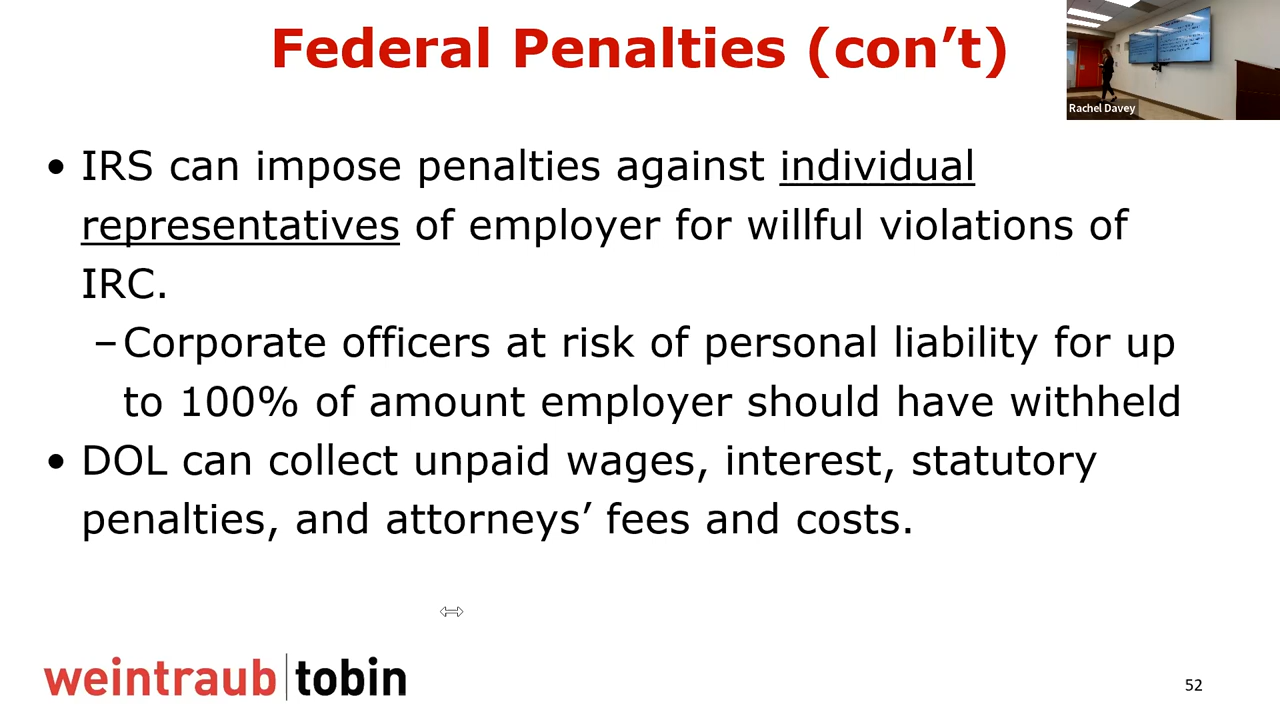 Federal Penalties (con’t)
Rachel Davey
• IRS can impose penalties against individual
representatives of employer for willful violations of
IRC.
–Corporate officers at risk of personal liability for up
to 100% of amount employer should have withheld
• DOL can collect unpaid wages, interest, statutory
penalties, and attorneys’ fees and costs.
weintraub|tobin
52